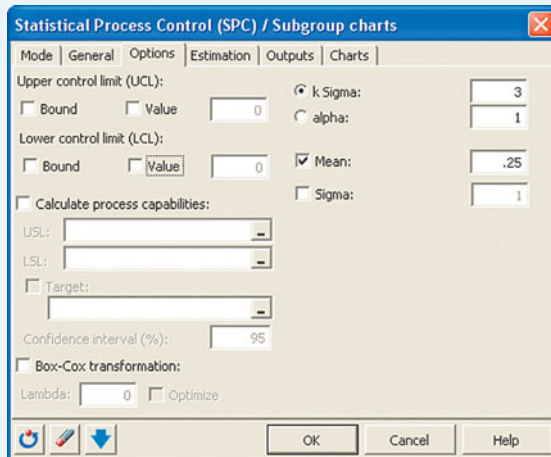 Statistical Process Control (SPC) / Subgroup charts
Mode General Options Estimation Outputs Charts
Upper control limit (UCL):
Bound Value 0
Lower control limit (LCL):
Bound Value 0
k Sigma: 3
alpha: 1
Mean: .25
Sigma: 1
Calculate process capabilities:
USL:
LSL:
Target:
Confidence interval (%): 95
Box-Cox transformation:
Lambda: 0 Optimize
OK Cancel Help